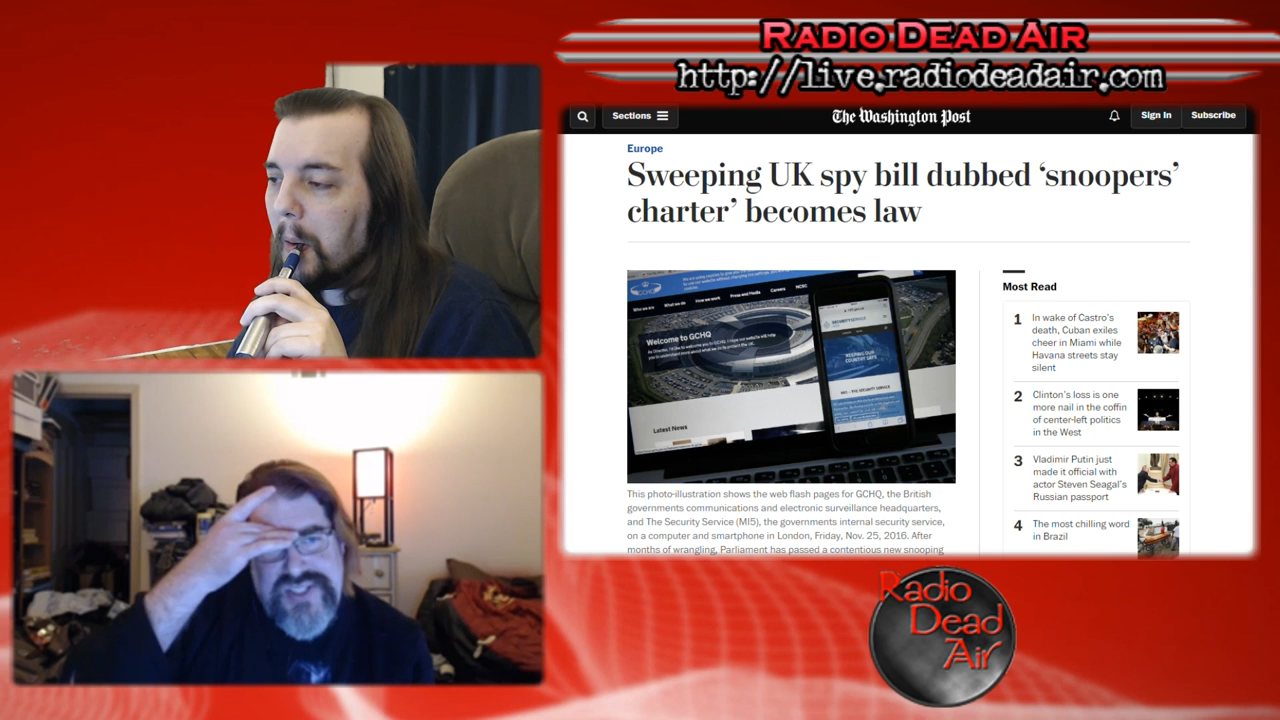 Radio Dead Air
http://live.radiodeadair.com
Sections
The Washington Post
Sign In
Subscribe
Europe
Sweeping UK spy bill dubbed ‘snoopers’
charter’ becomes law
Welcome to GCHQ
Latest News
This photo-illustration shows the web flash pages for GCHQ, the British
governments communications and electronic surveillance headquarters,
and The Security Service (MI5), the governments internal security service,
on a computer and smartphone in London, Friday, Nov. 25, 2016. After
months of wrangling, Parliament has passed a contentious new snooping
Most Read
1
In wake of Castro’s
death, Cuban exiles
cheer in Miami while
Havana streets stay
silent
2
Clinton’s loss is one
more nail in the coffin
of center-left politics
in the West
3
Vladimir Putin just
made it official with
actor Steven Seagal’s
Russian passport
4
The most chilling word
in Brazil
Radio
Dead
Air